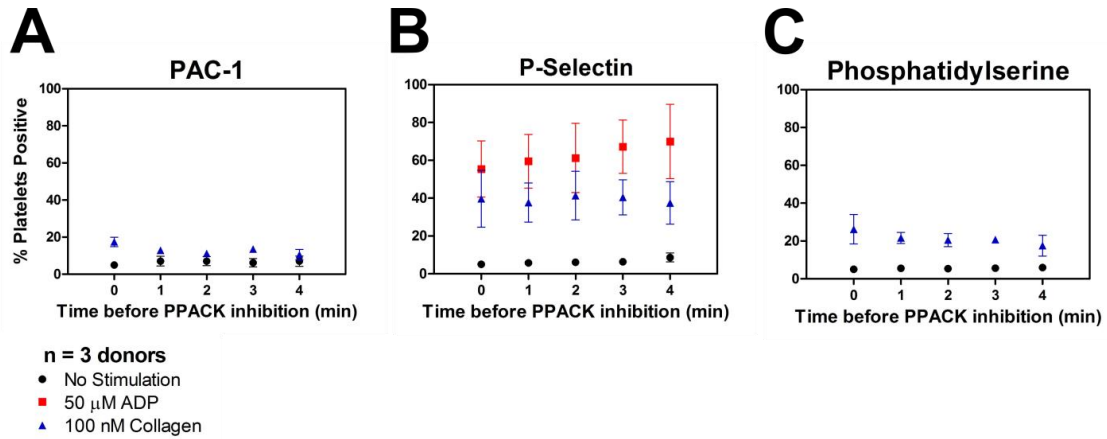 A
PAC-1
% Platelets Positive
100
80
60
40
20
0
0 1 2 3 4
Time before PPACK inhibition (min)
B
P-Selectin
100
80
60
40
20
0
0 1 2 3 4
Time before PPACK inhibition (min)
C
Phosphatidylserine
100
80
60
40
20
0
0 1 2 3 4
Time before PPACK inhibition (min)
n = 3 donors
No Stimulation
50 μM ADP
100 nM Collagen